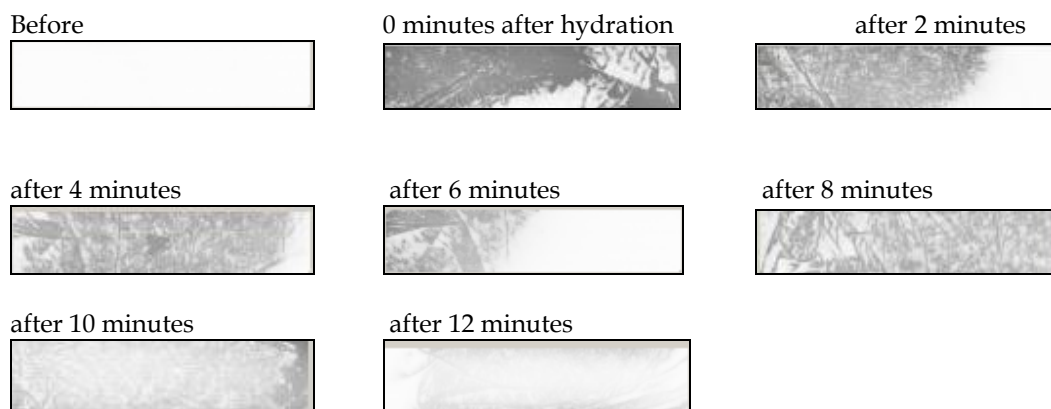 Before
0 minutes after hydration
after 2 minutes
after 4 minutes
after 6 minutes
after 8 minutes
after 10 minutes
after 12 minutes